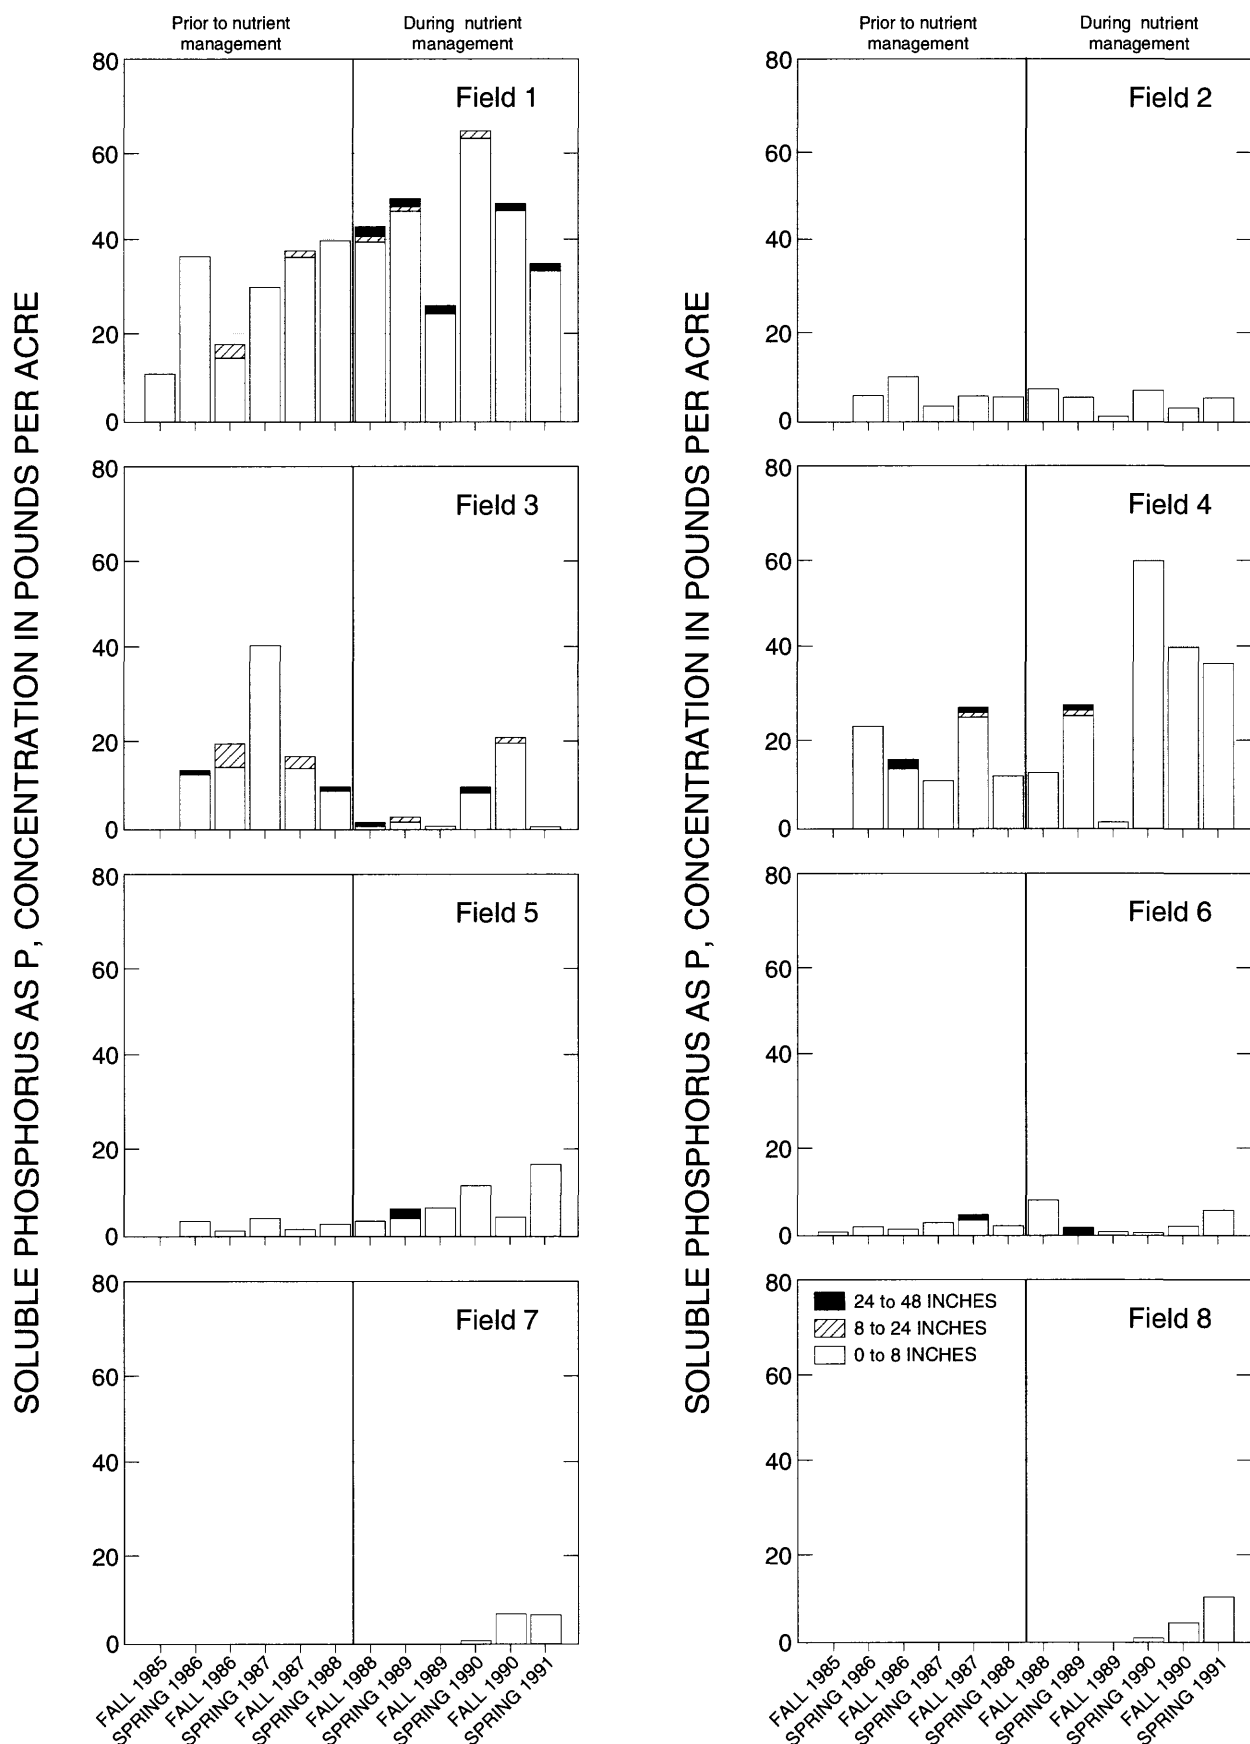 Prior to nutrient
management
During nutrient
management
Prior to nutrient
management
During nutrient
management
SOLUBLE PHOSPHORUS AS P, CONCENTRATION IN POUNDS PER ACRE
80
60
40
20
0
Field 1
80
60
40
20
0
Field 3
80
60
40
20
0
Field 5
80
60
40
20
0
Field 7
FALL 1985
SPRING 1986
FALL 1986
SPRING 1987
FALL 1987
SPRING 1988
FALL 1988
SPRING 1989
FALL 1989
SPRING 1990
FALL 1990
SPRING 1991
SOLUBLE PHOSPHORUS AS P, CONCENTRATION IN POUNDS PER ACRE
80
60
40
20
0
Field 2
80
60
40
20
0
Field 4
80
60
40
20
0
Field 6
80
60
40
20
0
Field 8
24 to 48 INCHES
8 to 24 INCHES
0 to 8 INCHES
FALL 1985
SPRING 1986
FALL 1986
SPRING 1987
FALL 1987
SPRING 1988
FALL 1988
SPRING 1989
FALL 1989
SPRING 1990
FALL 1990
SPRING 1991